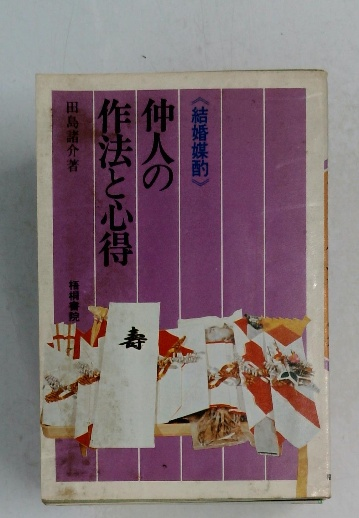 《結婚媒酌》
仲人の
作法と心得
田島諸介著
梧桐書院
寿